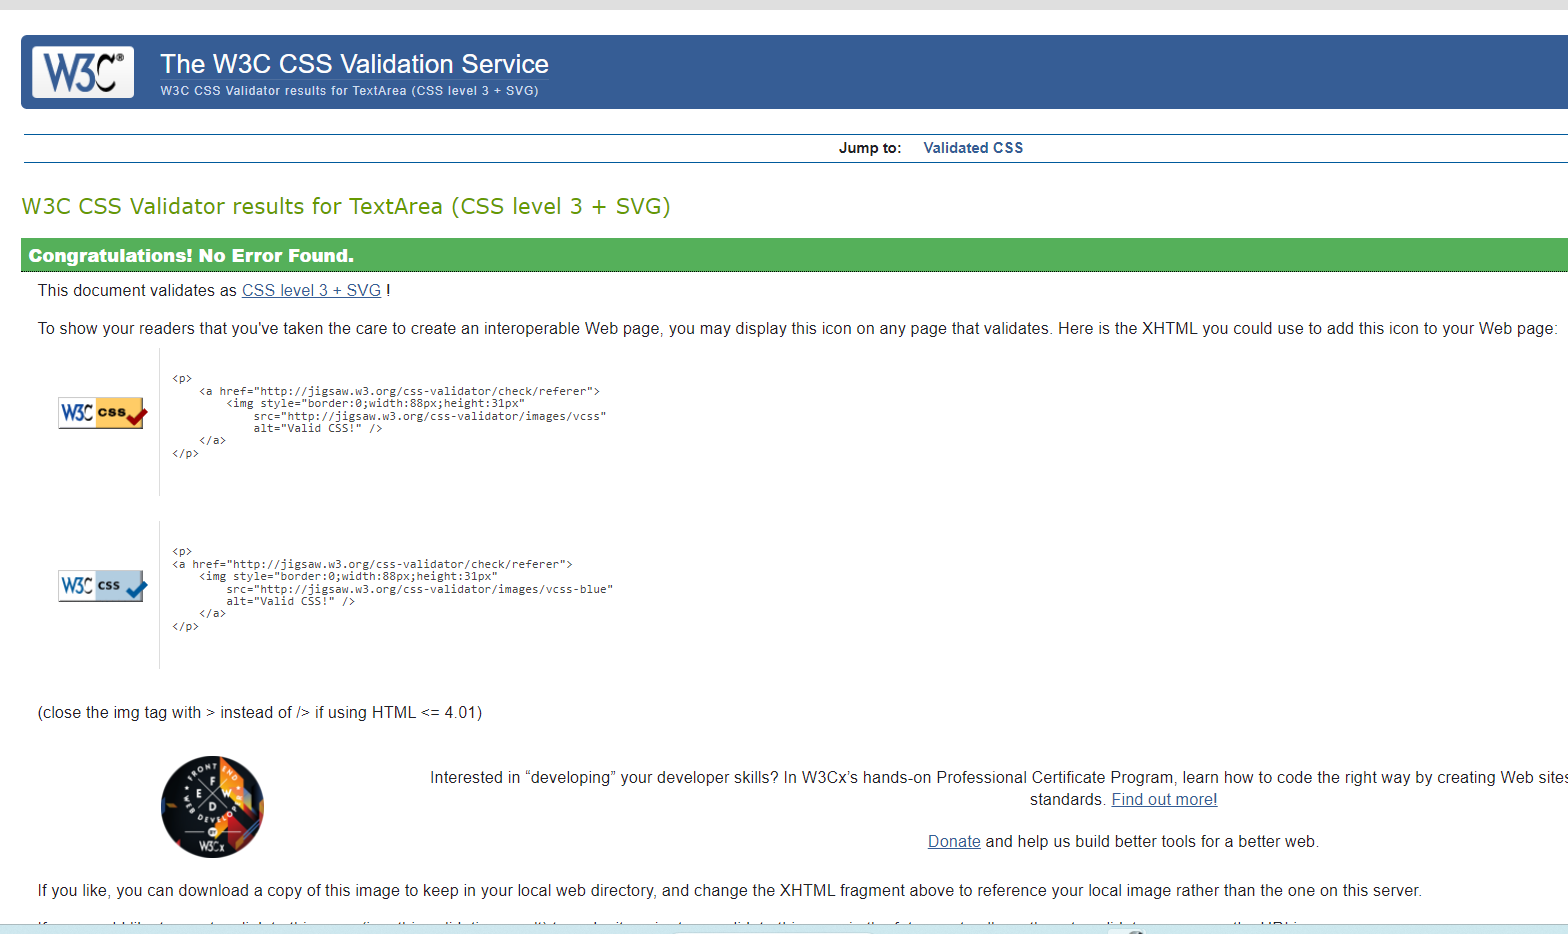 W3C®
The W3C CSS Validation Service
W3C CSS Validator results for TextArea (CSS level 3 + SVG)
Jump to: Validated CSS
W3C CSS Validator results for TextArea (CSS level 3 + SVG)
Congratulations! No Error Found.
This document validates as CSS level 3 + SVG !
To show your readers that you've taken the care to create an interoperable Web page, you may display this icon on any page that validates. Here is the XHTML you could use to add this icon to your Web page:
W3C css
<p>
<a href="http://jigsaw.w3.org/css-validator/check/referer">
<img style="border:0;width:88px;height:31px"
src="http://jigsaw.w3.org/css-validator/images/vcss"
alt="Valid CSS!" />
</a>
</p>
W3C css
<p>
<a href="http://jigsaw.w3.org/css-validator/check/referer">
<img style="border:0;width:88px;height:31px"
src="http://jigsaw.w3.org/css-validator/images/vcss-blue"
alt="Valid CSS!" />
</a>
</p>
(close the img tag with > instead of /> if using HTML <= 4.01)
FRONT END
F E W D
WEB DEVELOPER
BY
W3Cx
Interested in “developing” your developer skills? In W3Cx’s hands-on Professional Certificate Program, learn how to code the right way by creating Web sites
standards. Find out more!
Donate and help us build better tools for a better web.
If you like, you can download a copy of this image to keep in your local web directory, and change the XHTML fragment above to reference your local image rather than the one on this server.